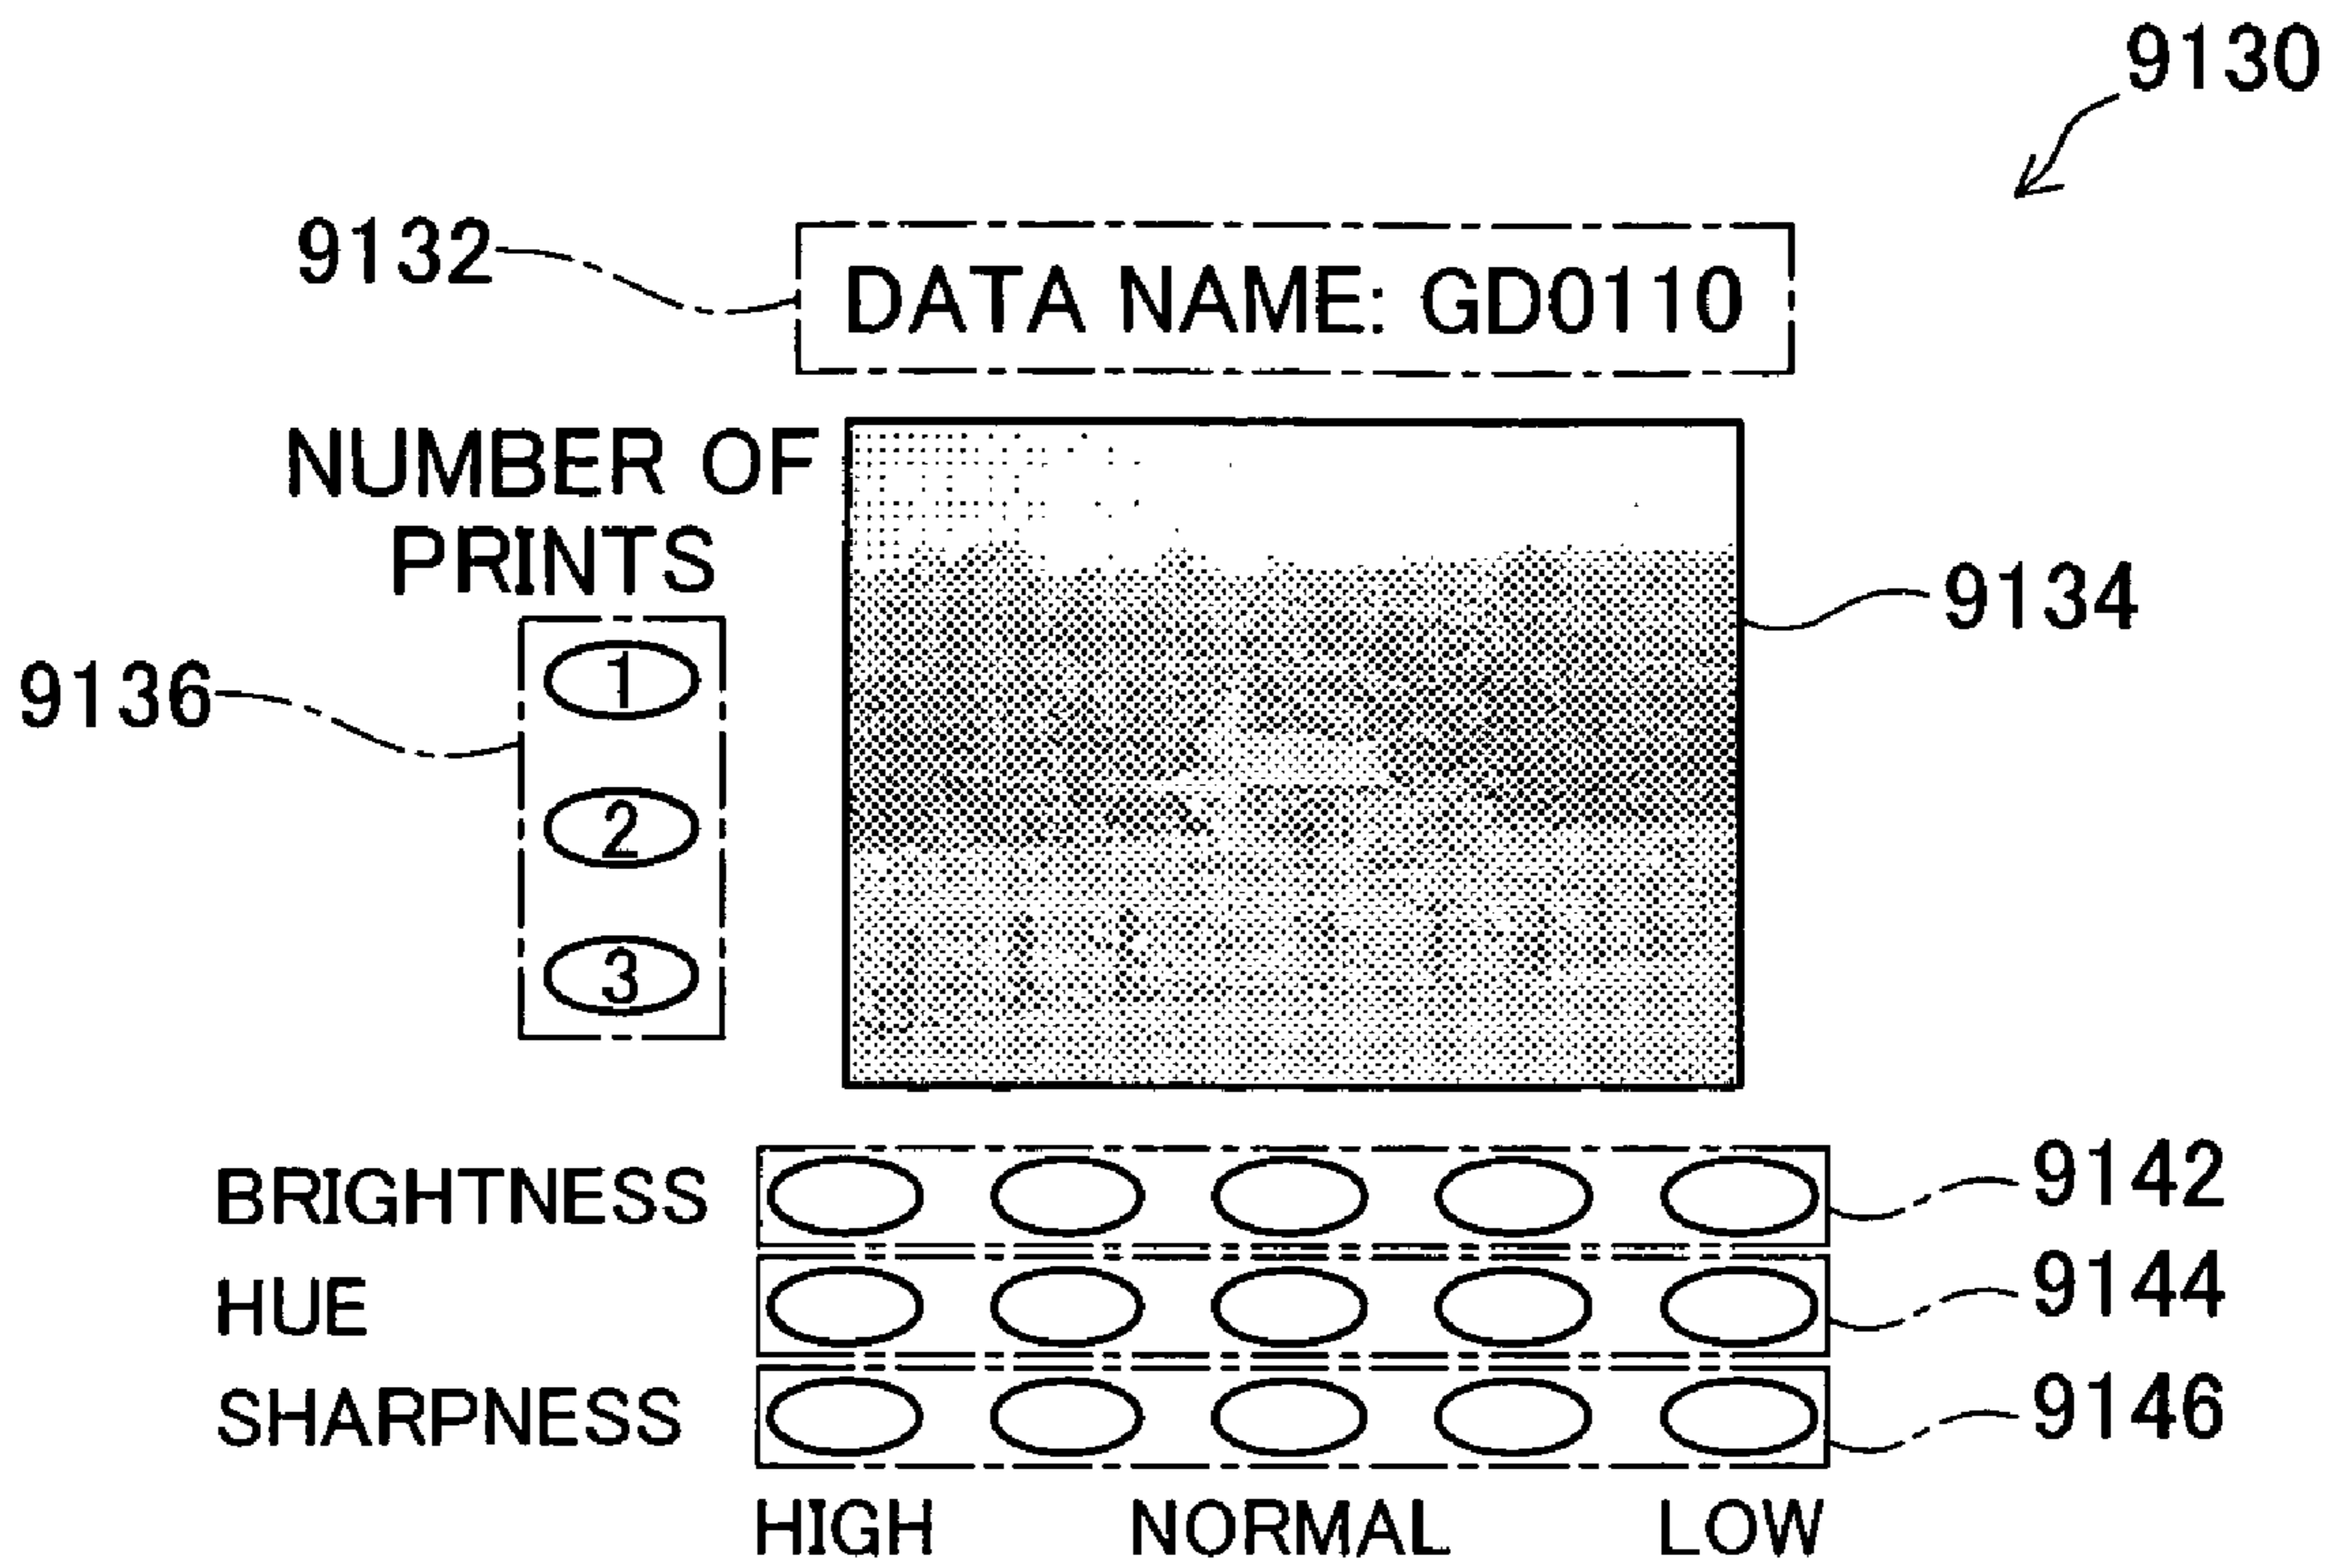 9130
9132
DATA NAME: GD0110
NUMBER OF
PRINTS
9134
9136
1
2
3
BRIGHTNESS
9142
HUE
9144
SHARPNESS
9146
HIGH NORMAL LOW